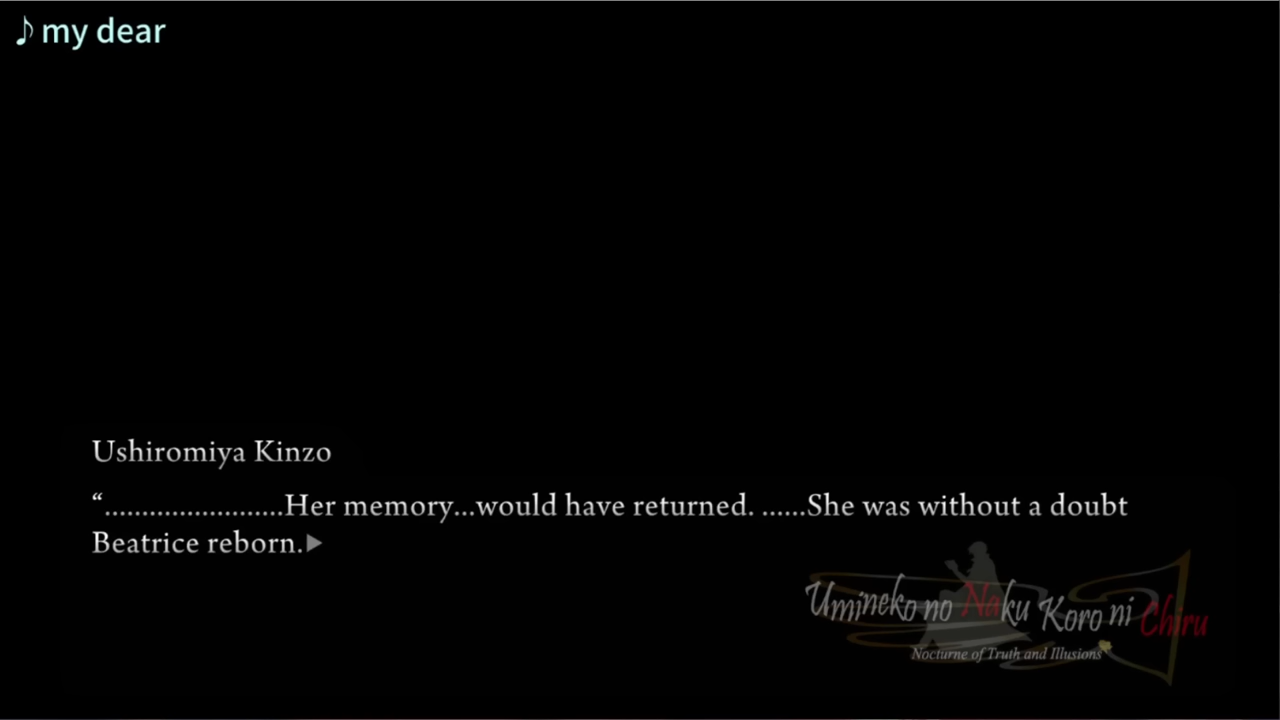 ♪ my dear
Ushiromiya Kinzo
“........................Her memory...would have returned. ......She was without a doubt
Beatrice reborn.
Umineko no Naku Koro ni Chiru
Nocturne of Truth and Illusions